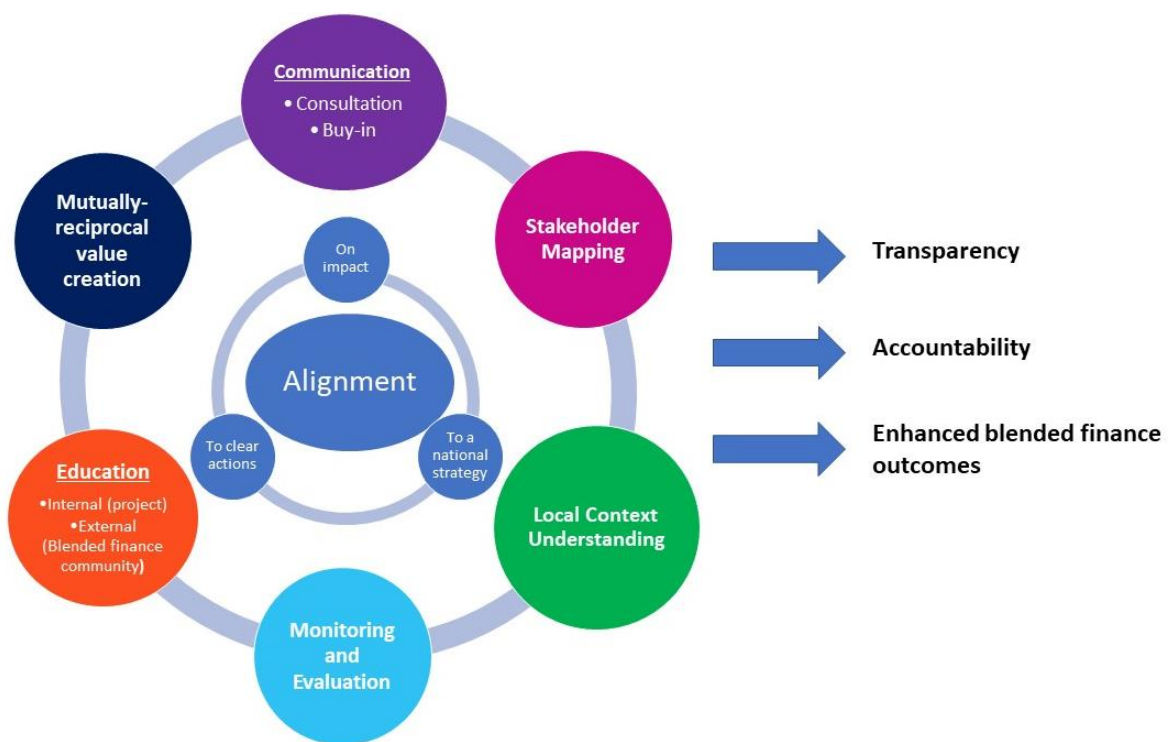 Communication
• Consultation
• Buy-in
Stakeholder
Mapping
Local Context
Understanding
Monitoring
and
Evaluation
Education
•Internal (project)
•External
(Blended finance
community)
Mutually-
reciprocal
value
creation
On
impact
Alignment
To clear
actions
To a
national
strategy
Transparency
Accountability
Enhanced blended finance
outcomes